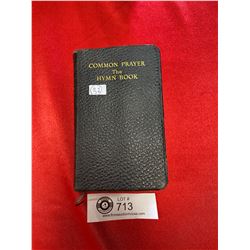 COMMON PRAYER
The
HYMN BOOK
LOT #
713